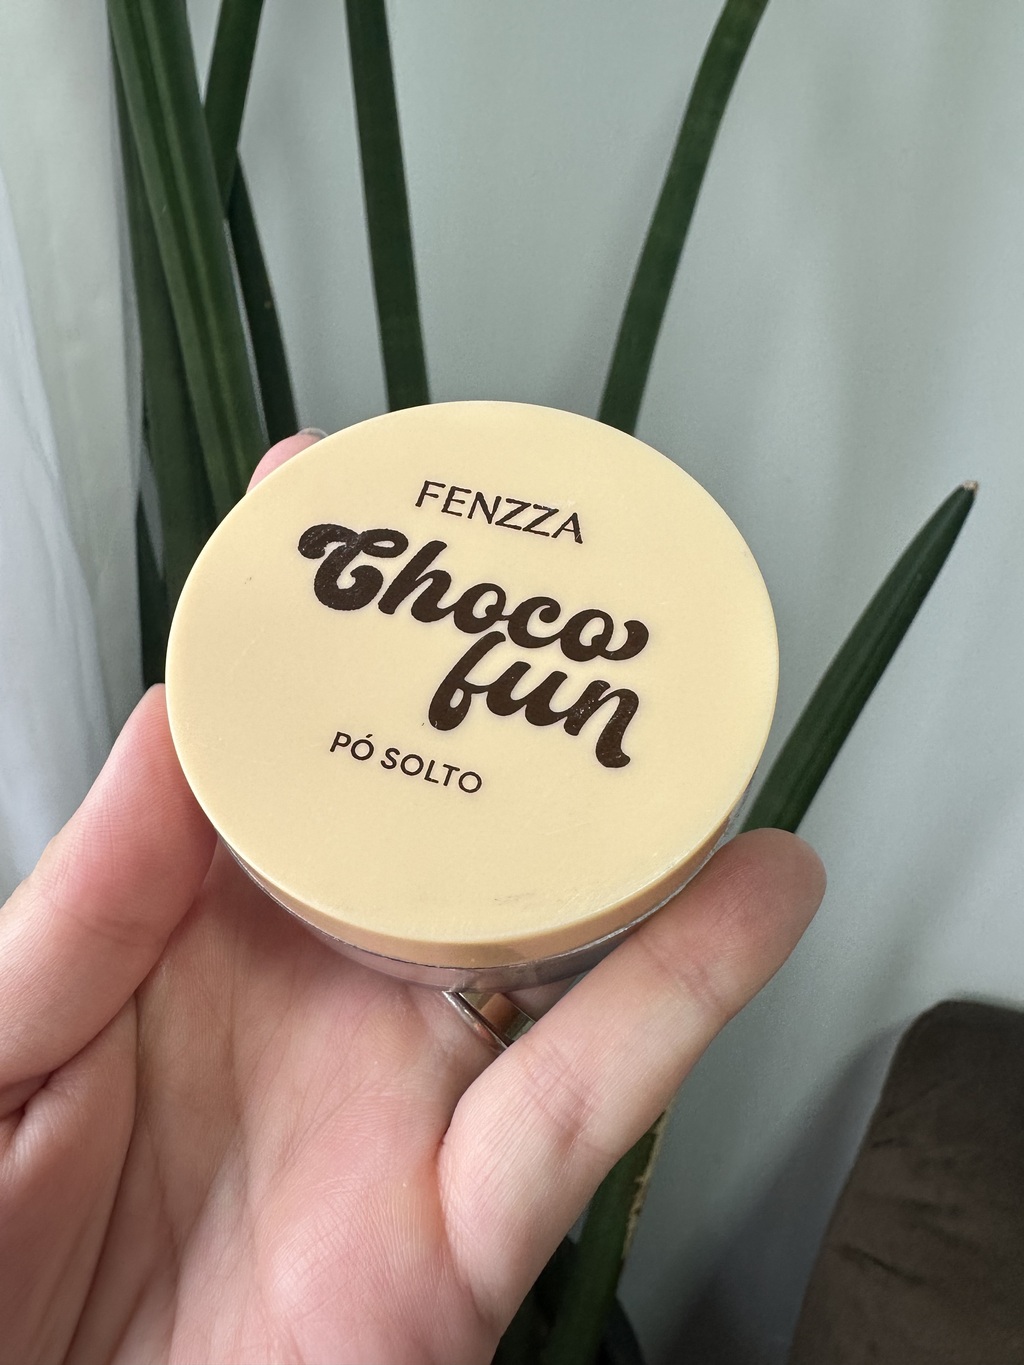 FENZZA
Choco
fun
PÓ SOLTO